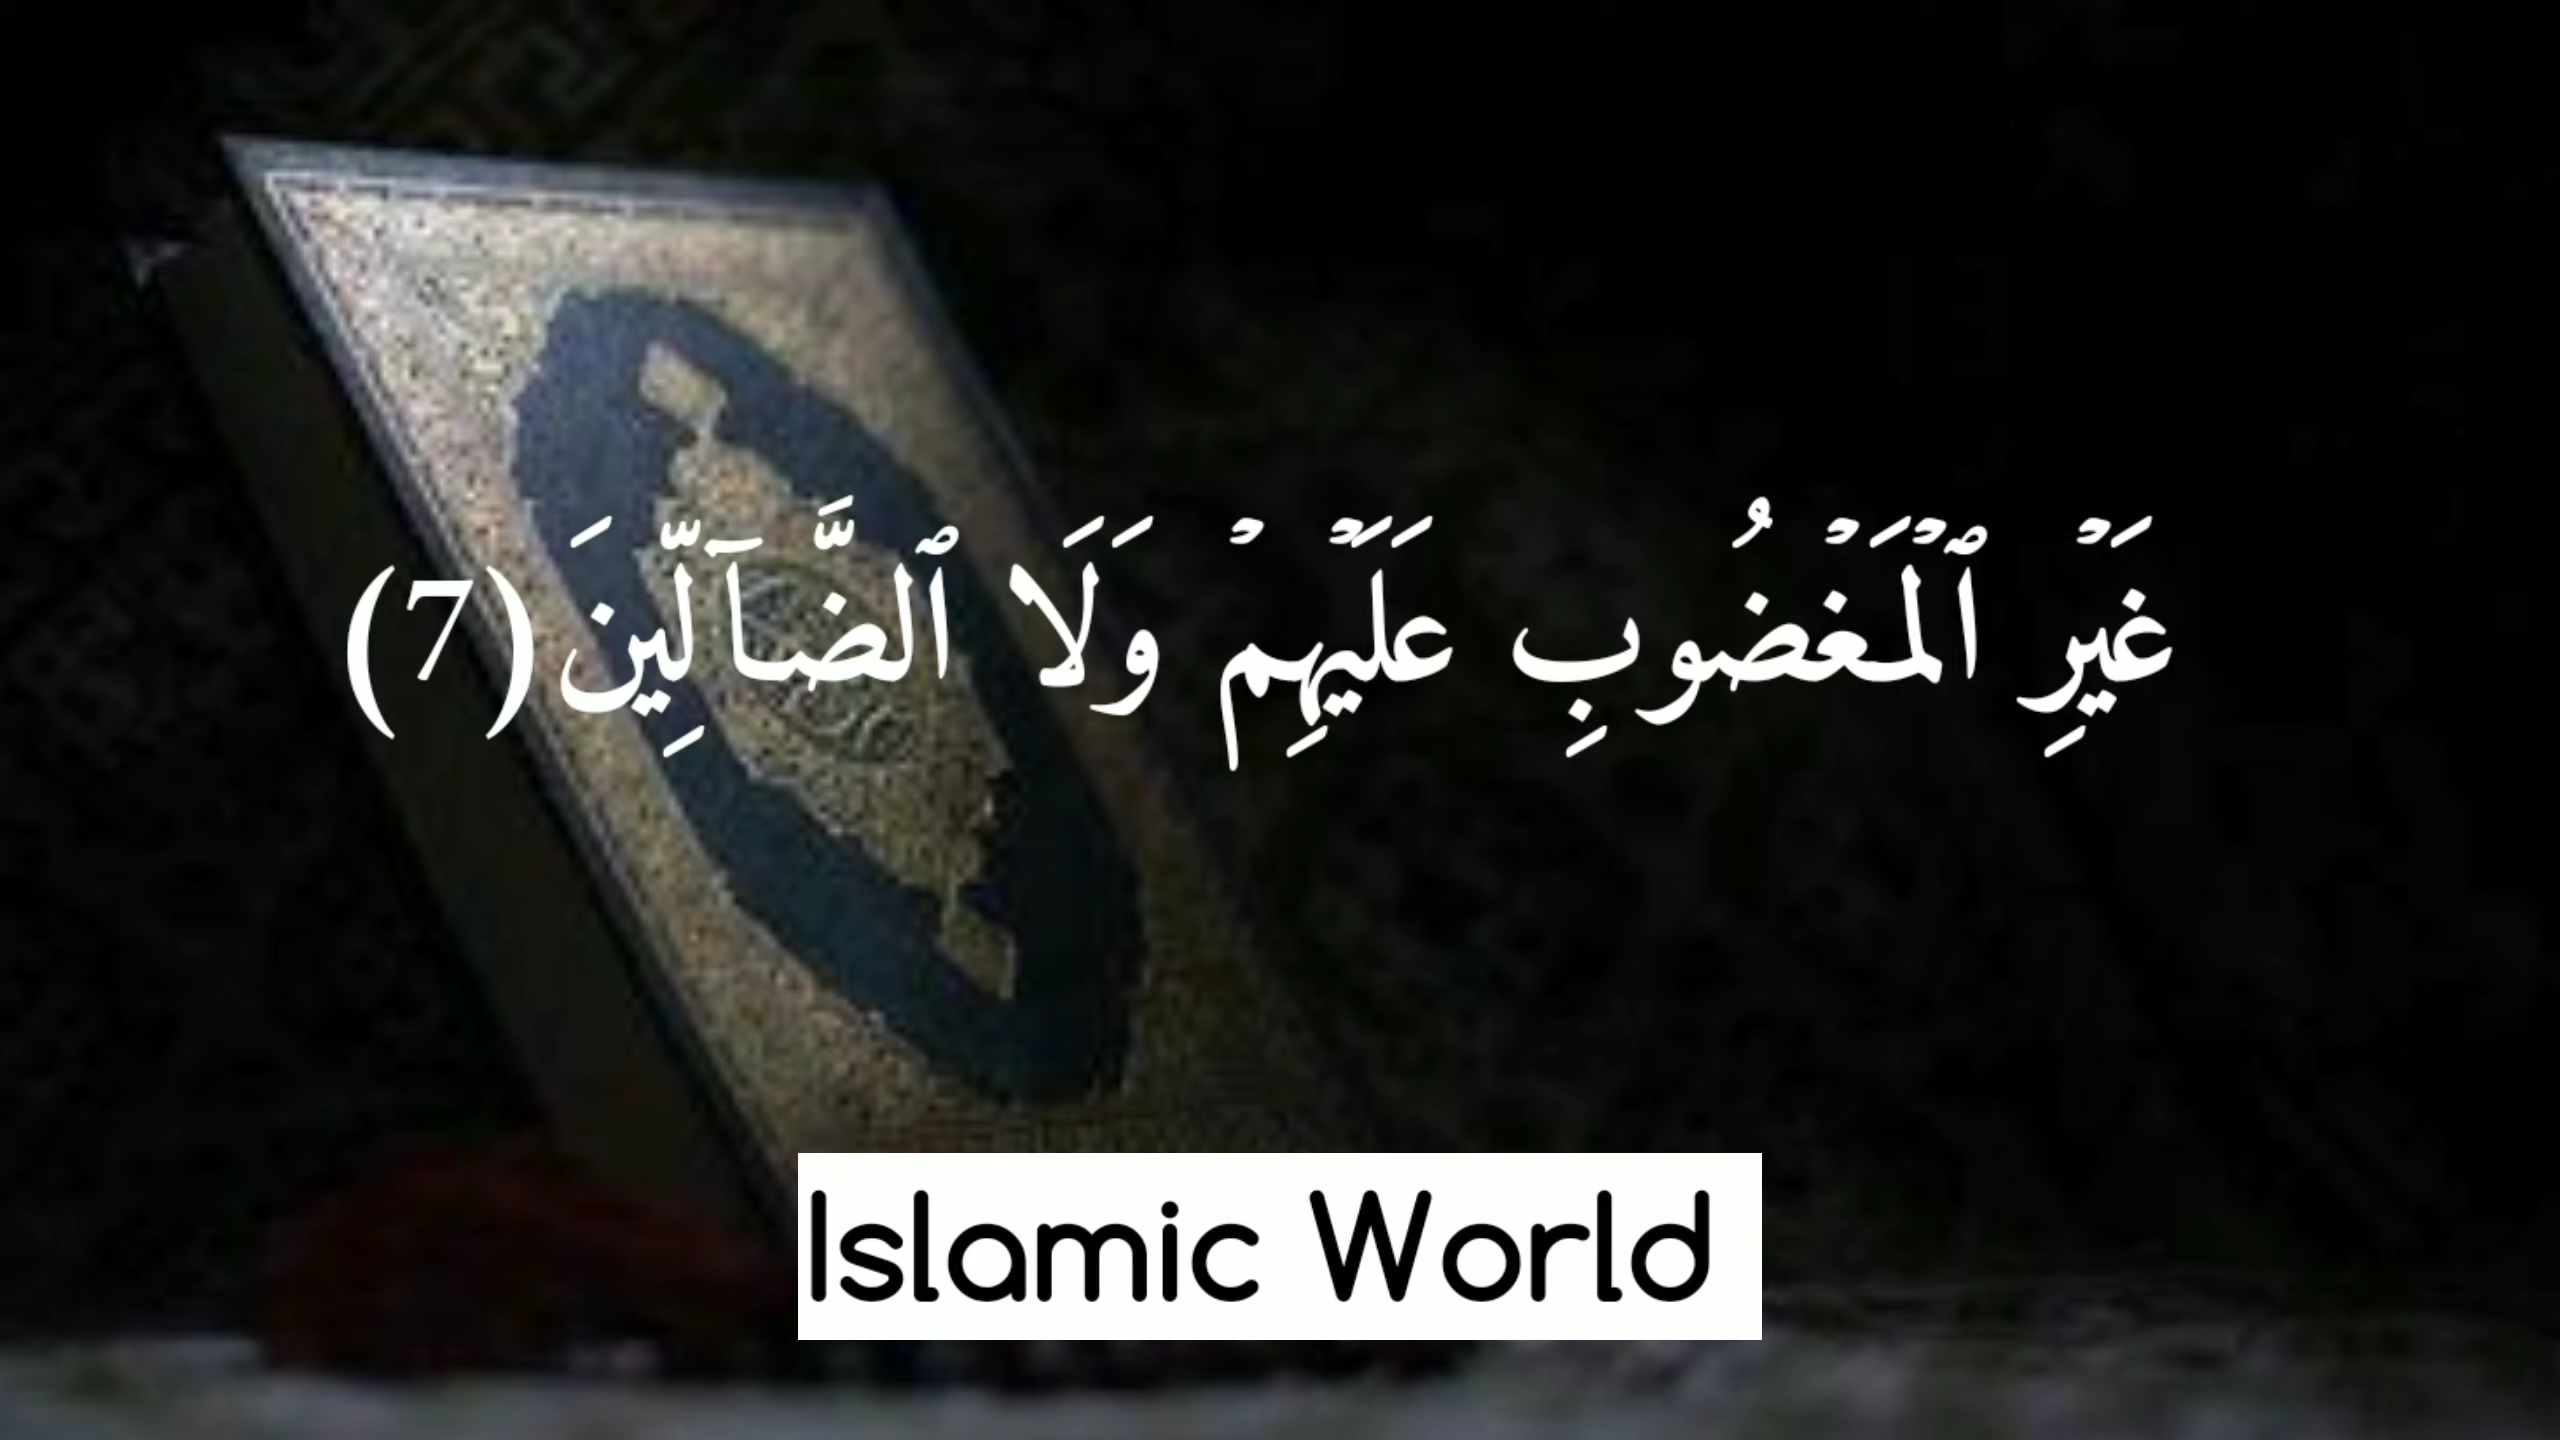 غَيۡرِ ٱلۡمَغۡضُوبِ عَلَيۡهِمۡ وَلَا ٱلضَّآلِّينَ (7)
Islamic World